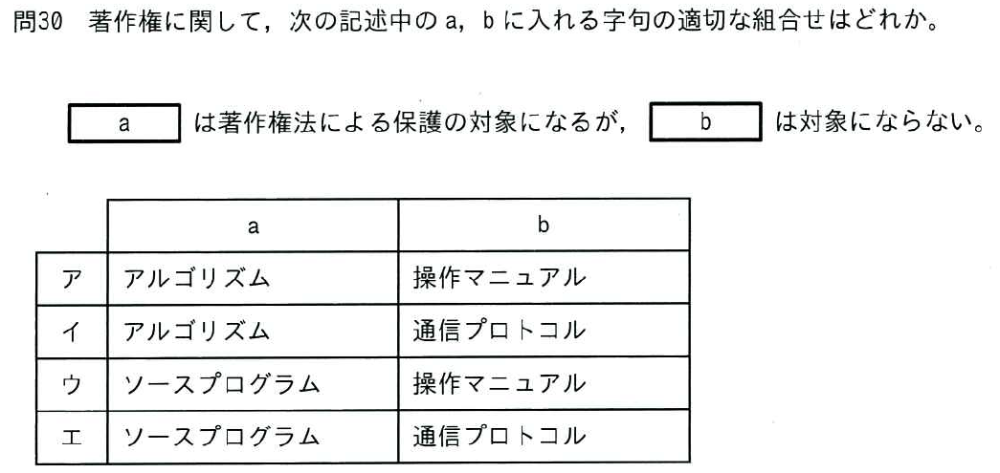 問30 著作権に関して，次の記述中の a，b に入れる字句の適切な組合せはどれか。
a は著作権法による保護の対象になるが， b は対象にならない。
a b
ア アルゴリズム 操作マニュアル
イ アルゴリズム 通信プロトコル
ウ ソースプログラム 操作マニュアル
エ ソースプログラム 通信プロトコル